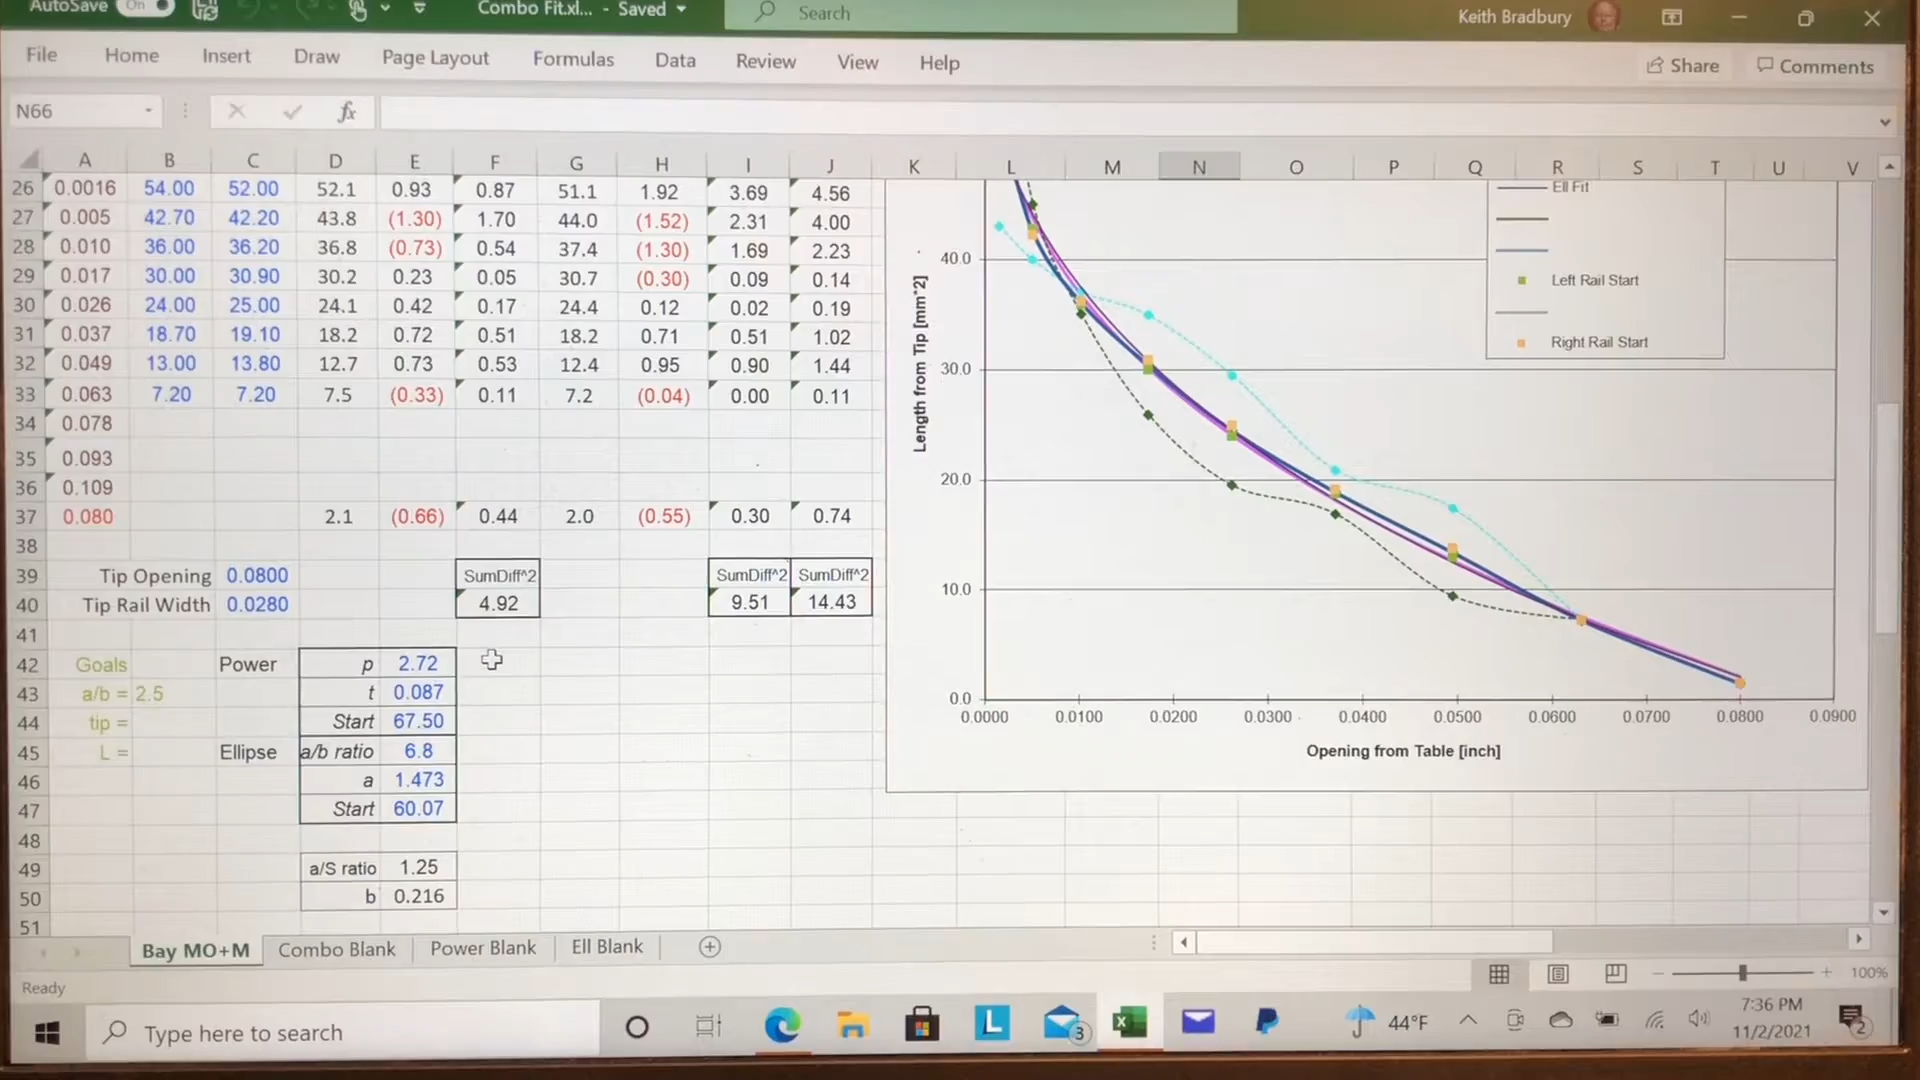 AutoSave On Combo Fit.xl... - Saved Search Keith Bradbury
File Home Insert Draw Page Layout Formulas Data Review View Help Share Comments
N66 fx
A B C D E F G H I J K L M N O P Q R S T U V
26 0.0016 54.00 52.00 52.1 0.93 0.87 51.1 1.92 3.69 4.56
27 0.005 42.70 42.20 43.8 (1.30) 1.70 44.0 (1.52) 2.31 4.00
28 0.010 36.00 36.20 36.8 (0.73) 0.54 37.4 (1.30) 1.69 2.23
29 0.017 30.00 30.90 30.2 0.23 0.05 30.7 (0.30) 0.09 0.14
30 0.026 24.00 25.00 24.1 0.42 0.17 24.4 0.12 0.02 0.19
31 0.037 18.70 19.10 18.2 0.72 0.51 18.2 0.71 0.51 1.02
32 0.049 13.00 13.80 12.7 0.73 0.53 12.4 0.95 0.90 1.44
33 0.063 7.20 7.20 7.5 (0.33) 0.11 7.2 (0.04) 0.00 0.11
34 0.078
35 0.093
36 0.109
37 0.080 2.1 (0.66) 0.44 2.0 (0.55) 0.30 0.74
38
39 Tip Opening 0.0800 SumDiff^2 SumDiff^2 SumDiff^2
40 Tip Rail Width 0.0280 4.92 9.51 14.43
41
42 Goals Power p 2.72
43 a/b = 2.5 t 0.087
44 tip = Start 67.50
45 L = Ellipse a/b ratio 6.8
46 a 1.473
47 Start 60.07
48
49 a/S ratio 1.25
50 b 0.216
51
Ell Fit
Left Rail Start
Right Rail Start
Length from Tip [mm*2]
40.0
30.0
20.0
10.0
0.0
0.0000 0.0100 0.0200 0.0300 0.0400 0.0500 0.0600 0.0700 0.0800 0.0900
Opening from Table [inch]
Bay MO+M Combo Blank Power Blank Ell Blank
Ready 100%
Type here to search L 3 44°F 7:36 PM
11/2/2021 2